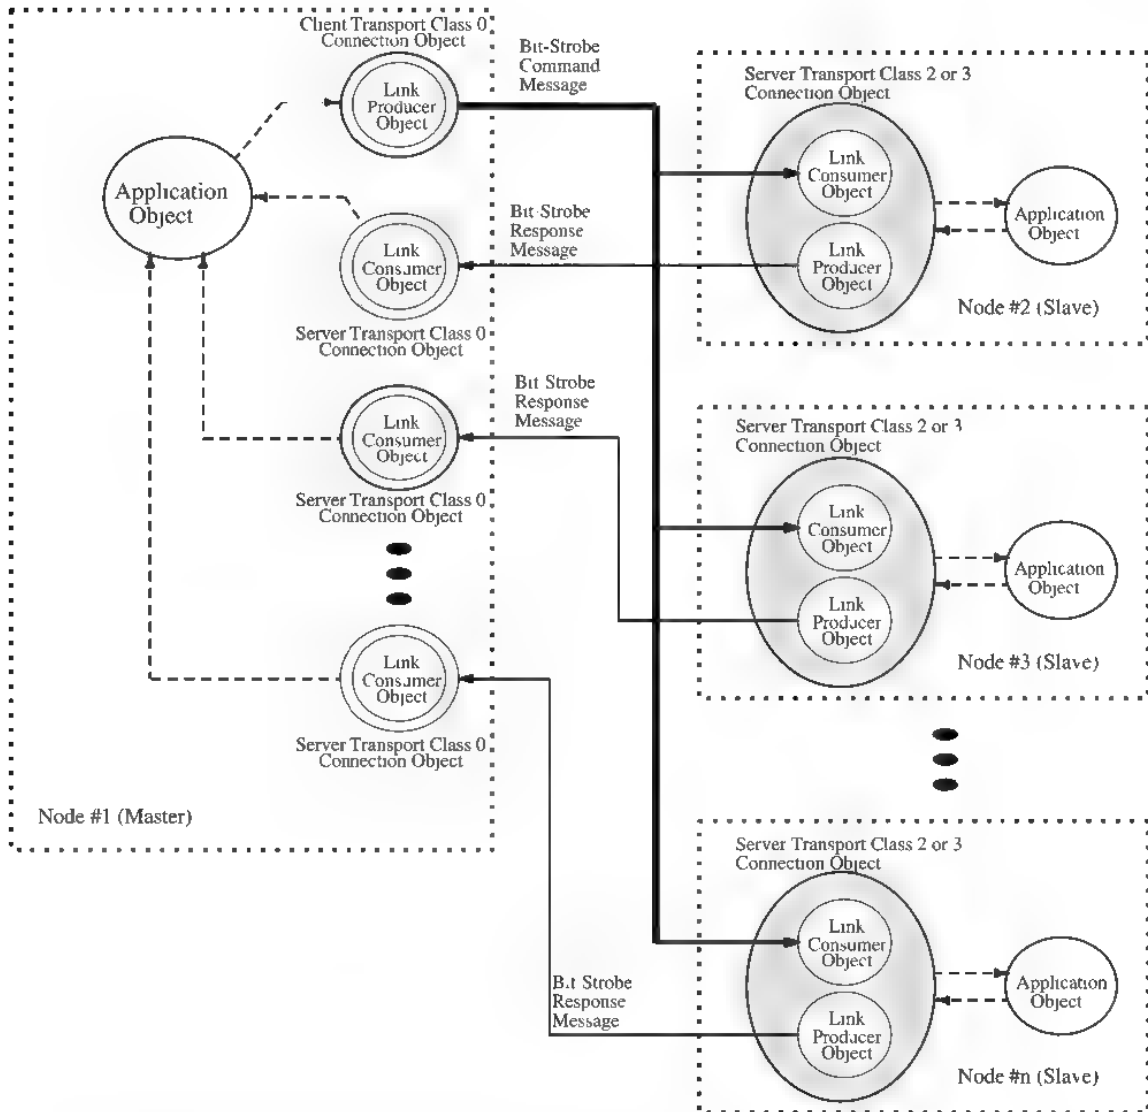 Client Transport Class 0
Connection Object
Link
Producer
Object
Bit-Strobe
Command
Message
Application
Object
Link
Consumer
Object
Server Transport Class 0
Connection Object
Bit-Strobe
Response
Message
Link
Consumer
Object
Server Transport Class 0
Connection Object
Bit Strobe
Response
Message
Link
Consumer
Object
Server Transport Class 0
Connection Object
Node #1 (Master)
Bit Strobe
Response
Message
Server Transport Class 2 or 3
Connection Object
Link
Consumer
Object
Link
Producer
Object
Application
Object
Node #2 (Slave)
Server Transport Class 2 or 3
Connection Object
Link
Consumer
Object
Link
Producer
Object
Application
Object
Node #3 (Slave)
Server Transport Class 2 or 3
Connection Object
Link
Consumer
Object
Link
Producer
Object
Application
Object
Node #n (Slave)